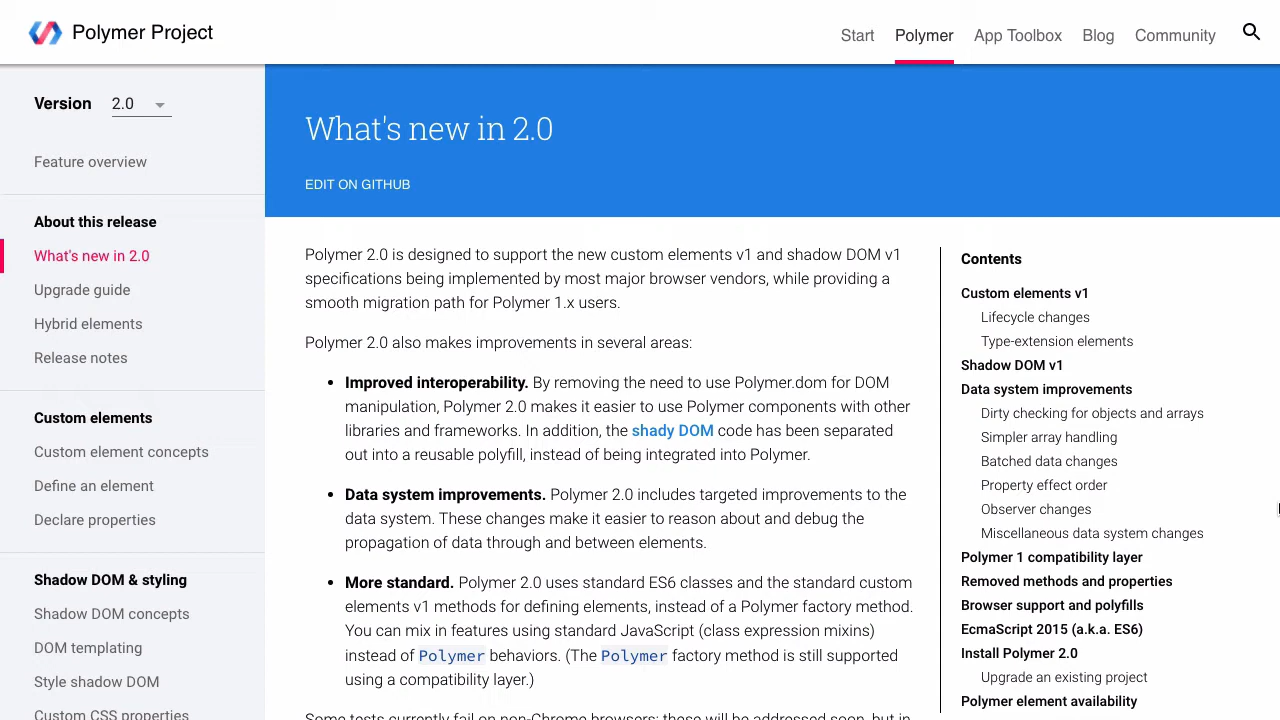 Polymer Project
Start
Polymer
App Toolbox
Blog
Community
Version 2.0
Feature overview
About this release
What's new in 2.0
Upgrade guide
Hybrid elements
Release notes
Custom elements
Custom element concepts
Define an element
Declare properties
Shadow DOM & styling
Shadow DOM concepts
DOM templating
Style shadow DOM
Custom CSS properties
What's new in 2.0
EDIT ON GITHUB
Polymer 2.0 is designed to support the new custom elements v1 and shadow DOM v1
specifications being implemented by most major browser vendors, while providing a
smooth migration path for Polymer 1.x users.
Polymer 2.0 also makes improvements in several areas:
• Improved interoperability. By removing the need to use Polymer.dom for DOM
manipulation, Polymer 2.0 makes it easier to use Polymer components with other
libraries and frameworks. In addition, the shady DOM code has been separated
out into a reusable polyfill, instead of being integrated into Polymer.
• Data system improvements. Polymer 2.0 includes targeted improvements to the
data system. These changes make it easier to reason about and debug the
propagation of data through and between elements.
• More standard. Polymer 2.0 uses standard ES6 classes and the standard custom
elements v1 methods for defining elements, instead of a Polymer factory method.
You can mix in features using standard JavaScript (class expression mixins)
instead of Polymer behaviors. (The Polymer factory method is still supported
using a compatibility layer.)
Some tests currently fail on non-Chrome browsers; these will be addressed soon, but in
Contents
Custom elements v1
Lifecycle changes
Type-extension elements
Shadow DOM v1
Data system improvements
Dirty checking for objects and arrays
Simpler array handling
Batched data changes
Property effect order
Observer changes
Miscellaneous data system changes
Polymer 1 compatibility layer
Removed methods and properties
Browser support and polyfills
EcmaScript 2015 (a.k.a. ES6)
Install Polymer 2.0
Upgrade an existing project
Polymer element availability